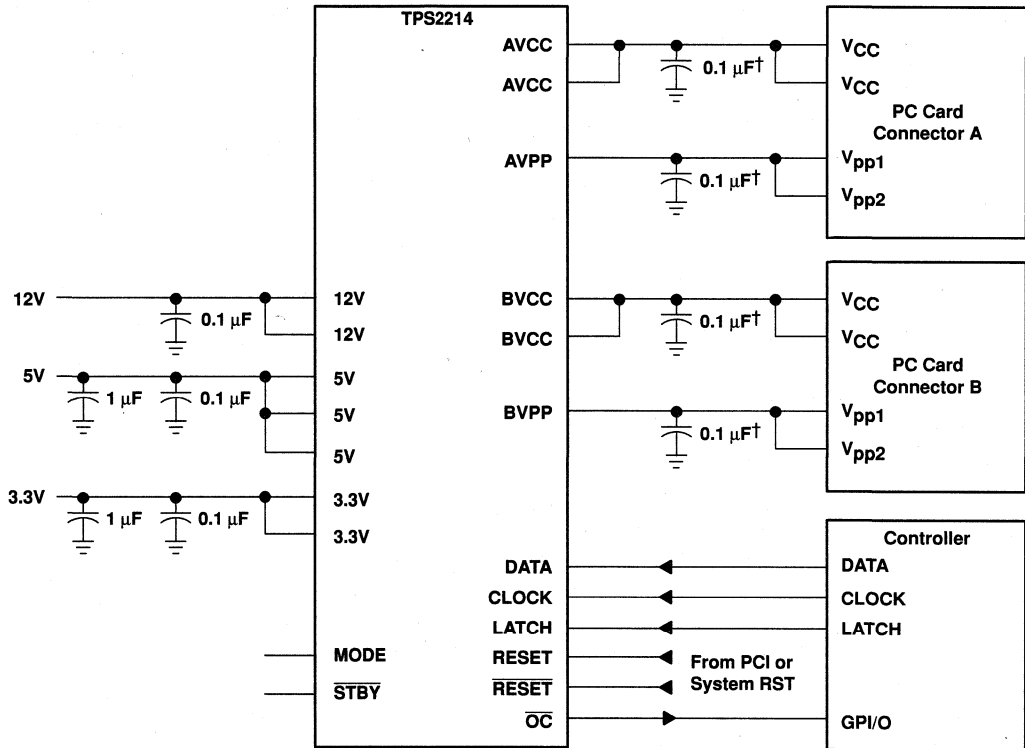 TPS2214
AVCC
AVCC
AVPP
0.1 µF†
0.1 µF†
VCC
VCC
PC Card
Connector A
Vpp1
Vpp2
12V
0.1 µF
12V
12V
5V
1 µF
0.1 µF
5V
5V
5V
3.3V
1 µF
0.1 µF
3.3V
3.3V
BVCC
BVCC
BVPP
0.1 µF†
0.1 µF†
VCC
VCC
PC Card
Connector B
Vpp1
Vpp2
MODE
STBY
DATA
CLOCK
LATCH
RESET
RESET
OC
From PCI or
System RST
Controller
DATA
CLOCK
LATCH
GPI/O